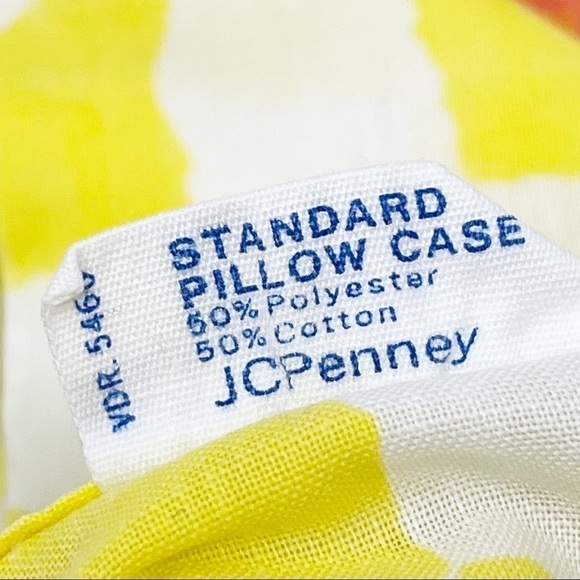 STANDARD
PILLOW CASE
50% Polyester
50% Cotton
JCPenney
VDR. 5460